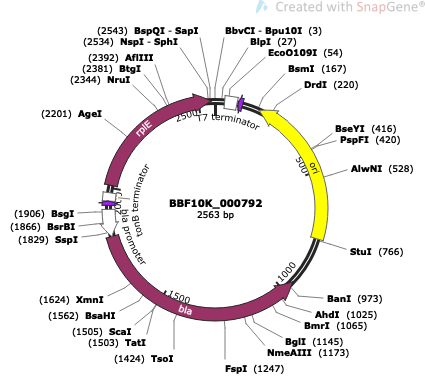 Created with SnapGene®
(2543) BspQI - SapI
(2534) NspI - SphI
(2392) AflIII
(2381) BtgI
(2344) NruI
(2201) AgeI
BbvCI - Bpu10I (3)
BlpI (27)
EcoO109I (54)
BsmI (167)
DrdI (220)
BseYI (416)
PspFI (420)
AlwNI (528)
StuI (766)
BanI (973)
AhdI (1025)
BmrI (1065)
BglI (1145)
NmeAIII (1173)
FspI (1247)
TsoI
(1424)
(1503) TatI
(1505) ScaI
(1562) BsaHI
(1624) XmnI
(1829) SspI
(1866) BsrBI
(1906) BsgI
BBF10K_000792
2563 bp
T7 terminator
ori
bla
bla promoter
tonB terminator
rplE
500
1000
1500
2500